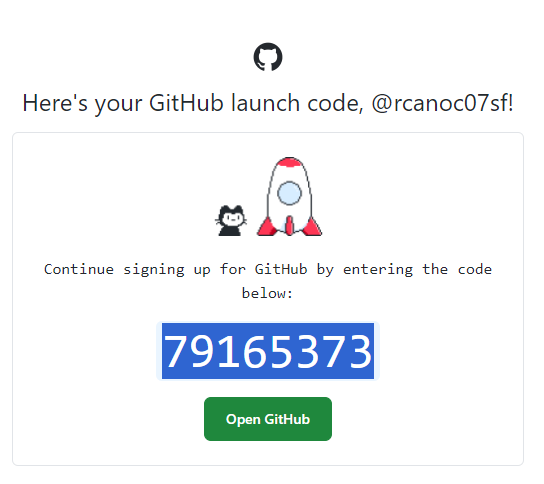 Here's your GitHub launch code, @rcanoc07sf!
Continue signing up for GitHub by entering the code
below:
79165373
Open GitHub